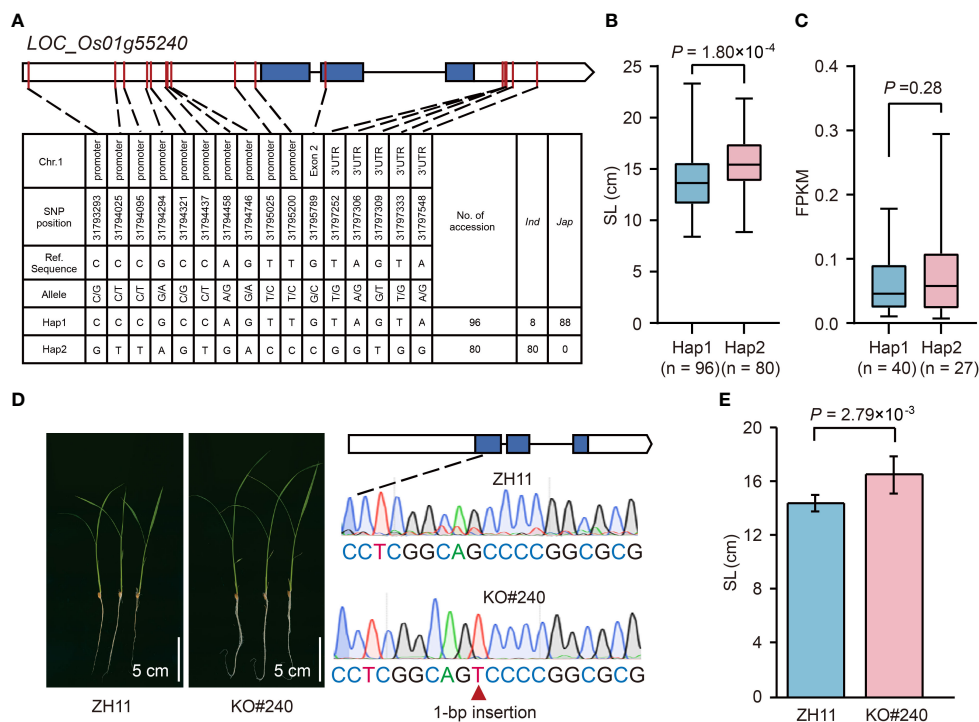 A
LOC_Os01g55240
Chr.1 promoter promoter promoter promoter promoter promoter promoter promoter promoter promoter Exon 2 3'UTR 3'UTR 3'UTR 3'UTR 3'UTR No. of accession Ind Jap
SNP position 31793293 31794025 31794095 31794294 31794321 31794437 31794458 31794746 31795025 31795200 31795789 31797252 31797306 31797309 31797333 31797548
Ref. Sequence C C C G C C A G T T G T A G T A
Allele C/G C/T C/T G/A C/G C/T A/G G/A T/C T/C G/C T/G A/G G/T T/G A/G
Hap1 C C C G C C A G T T G T A G T A 96 8 88
Hap2 G T T A G T G A C C C G G T G G 80 80 0
B
P = 1.80×10⁻⁴
SL (cm)
25
20
15
10
5
0
Hap1 Hap2
(n = 96) (n = 80)
C
P =0.28
FPKM
0.4
0.3
0.2
0.1
0.0
Hap1 Hap2
(n = 40) (n = 27)
D
5 cm
5 cm
ZH11
KO#240
ZH11
CCTCGGCAGCCCCGGCGCG
KO#240
CCTCGGCAGTCCCCGGCGCG
1-bp insertion
E
P = 2.79×10⁻³
SL (cm)
20
16
12
8
4
0
ZH11 KO#240